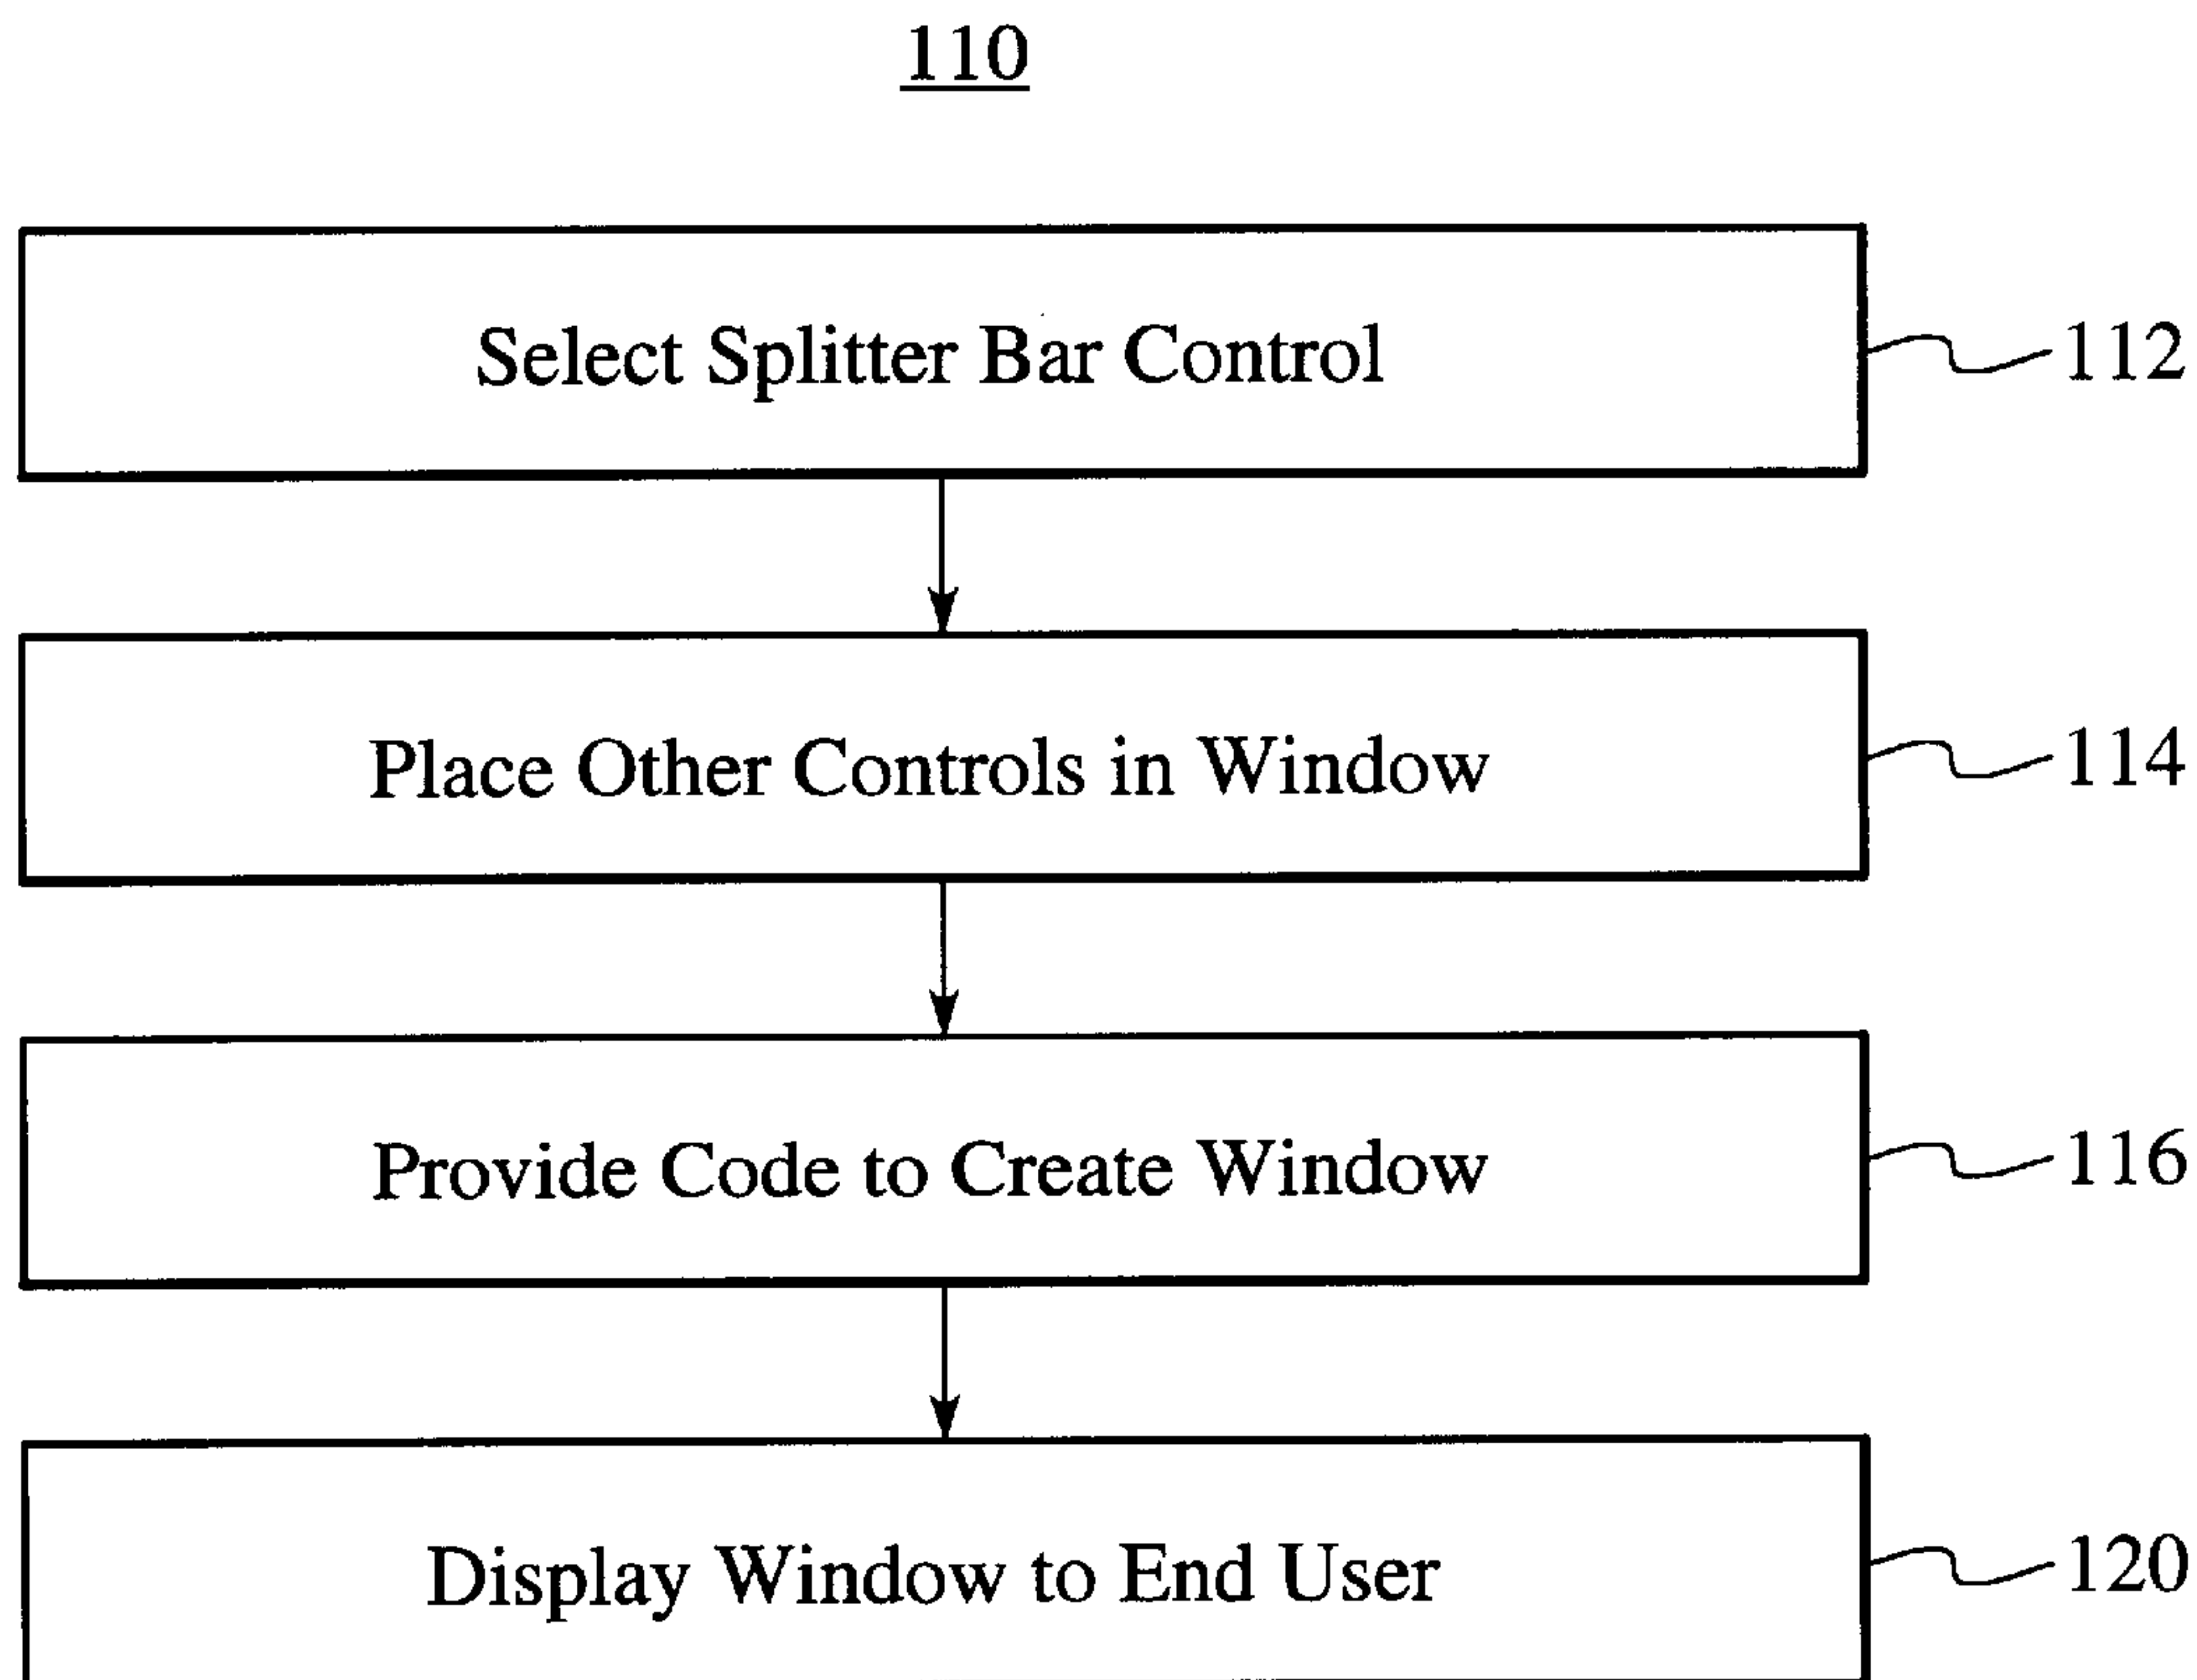 110
Select Splitter Bar Control
112
Place Other Controls in Window
114
Provide Code to Create Window
116
Display Window to End User
120